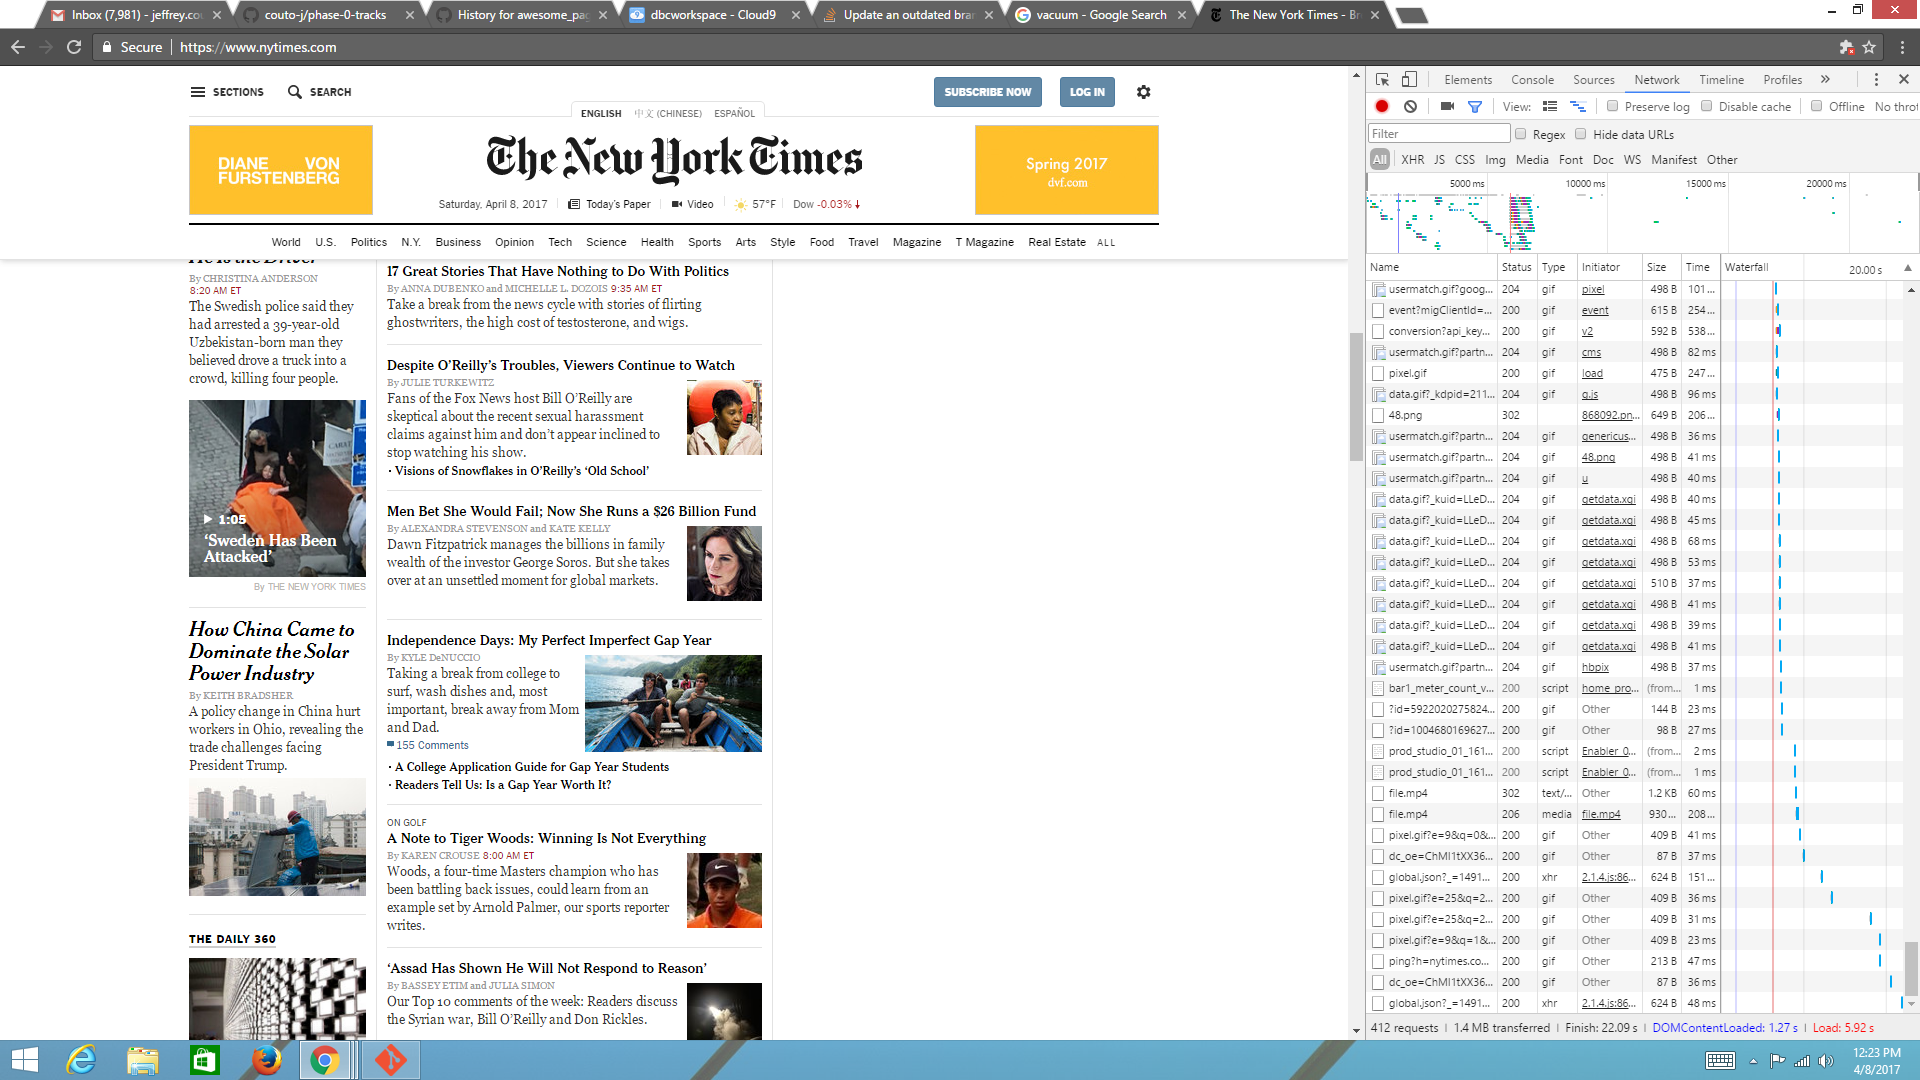 Inbox (7,981) - jeffrey.cou
couto-j/phase-0-tracks
History for awesome_pag
dbcworkspace - Cloud9
Update an outdated bran
vacuum - Google Search
The New York Times - Bre
Secure
https://www.nytimes.com
SECTIONS
SEARCH
SUBSCRIBE NOW
LOG IN
ENGLISH
中文 (CHINESE)
ESPAÑOL
DIANE VON
FURSTENBERG
The New York Times
Spring 2017
dvf.com
Saturday, April 8, 2017
Today's Paper
Video
57°F
Dow -0.03%
World U.S. Politics N.Y. Business Opinion Tech Science Health Sports Arts Style Food Travel Magazine T Magazine Real Estate ALL
He Is the Driver
By CHRISTINA ANDERSON
8:20 AM ET
The Swedish police said they
had arrested a 39-year-old
Uzbekistan-born man they
believed drove a truck into a
crowd, killing four people.
1:05
‘Sweden Has Been
Attacked’
By THE NEW YORK TIMES
How China Came to
Dominate the Solar
Power Industry
By KEITH BRADSHER
A policy change in China hurt
workers in Ohio, revealing the
trade challenges facing
President Trump.
THE DAILY 360
17 Great Stories That Have Nothing to Do With Politics
By ANNA DUBENKO and MICHELLE L. DOZOIS 9:35 AM ET
Take a break from the news cycle with stories of flirting
ghostwriters, the high cost of testosterone, and wigs.
Despite O’Reilly’s Troubles, Viewers Continue to Watch
By JULIE TURKEWITZ
Fans of the Fox News host Bill O’Reilly are
skeptical about the recent sexual harassment
claims against him and don’t appear inclined to
stop watching his show.
· Visions of Snowflakes in O’Reilly’s ‘Old School’
Men Bet She Would Fail; Now She Runs a $26 Billion Fund
By ALEXANDRA STEVENSON and KATE KELLY
Dawn Fitzpatrick manages the billions in family
wealth of the investor George Soros. But she takes
over at an unsettled moment for global markets.
Independence Days: My Perfect Imperfect Gap Year
By KYLE DeNUCCIO
Taking a break from college to
surf, wash dishes and, most
important, break away from Mom
and Dad.
155 Comments
· A College Application Guide for Gap Year Students
· Readers Tell Us: Is a Gap Year Worth It?
ON GOLF
A Note to Tiger Woods: Winning Is Not Everything
By KAREN CROUSE 8:00 AM ET
Woods, a four-time Masters champion who has
been battling back issues, could learn from an
example set by Arnold Palmer, our sports reporter
writes.
‘Assad Has Shown He Will Not Respond to Reason’
By BASSEY ETIM and JULIA SIMON
Our Top 10 comments of the week: Readers discuss
the Syrian war, Bill O’Reilly and Don Rickles.
Elements Console Sources Network Timeline Profiles »
View: Preserve log Disable cache Offline No throt
Filter Regex Hide data URLs
All XHR JS CSS Img Media Font Doc WS Manifest Other
5000 ms 10000 ms 15000 ms 20000 ms
Name Status Type Initiator Size Time Waterfall 20.00 s
usermatch.gif?goog... 204 gif pixel 498 B 101...
event?migClientId=... 200 gif event 615 B 254...
conversion?api_key... 200 gif v2 592 B 538...
usermatch.gif?partn... 204 gif cms 498 B 82 ms
pixel.gif 200 gif load 475 B 247...
data.gif?_kdpid=211... 204 gif q.js 498 B 96 ms
48.png 302 868092.pn... 649 B 206...
usermatch.gif?partn... 204 gif genericus... 498 B 36 ms
usermatch.gif?partn... 204 gif 48.png 498 B 41 ms
usermatch.gif?partn... 204 gif u 498 B 40 ms
data.gif?_kuid=LLeD... 204 gif getdata.xgi 498 B 40 ms
data.gif?_kuid=LLeD... 204 gif getdata.xgi 498 B 45 ms
data.gif?_kuid=LLeD... 204 gif getdata.xgi 498 B 68 ms
data.gif?_kuid=LLeD... 204 gif getdata.xgi 498 B 53 ms
data.gif?_kuid=LLeD... 204 gif getdata.xgi 510 B 37 ms
data.gif?_kuid=LLeD... 204 gif getdata.xgi 498 B 41 ms
data.gif?_kuid=LLeD... 204 gif getdata.xgi 498 B 39 ms
data.gif?_kuid=LLeD... 204 gif getdata.xgi 498 B 41 ms
usermatch.gif?partn... 204 gif hbpix 498 B 37 ms
bar1_meter_count_v... 200 script home_pro... (from... 1 ms
?id=5922020275824... 200 gif Other 144 B 23 ms
?id=1004680169627... 200 gif Other 98 B 27 ms
prod_studio_01_161... 200 script Enabler_0... (from... 2 ms
prod_studio_01_161... 200 script Enabler_0... (from... 1 ms
file.mp4 302 text/... Other 1.2 KB 60 ms
file.mp4 206 media file.mp4 930... 208...
pixel.gif?e=9&q=0&... 200 gif Other 409 B 41 ms
dc_oe=ChMI1tXX36... 200 gif Other 87 B 37 ms
global.json?_=1491... 200 xhr 2.1.4.js:86... 624 B 151...
pixel.gif?e=25&q=2... 200 gif Other 409 B 36 ms
pixel.gif?e=25&q=2... 200 gif Other 409 B 31 ms
pixel.gif?e=9&q=1&... 200 gif Other 409 B 23 ms
ping?h=nytimes.co... 200 gif Other 213 B 47 ms
dc_oe=ChMI1tXX36... 200 gif Other 87 B 36 ms
global.json?_=1491... 200 xhr 2.1.4.js:86... 624 B 48 ms
412 requests | 1.4 MB transferred | Finish: 22.09 s | DOMContentLoaded: 1.27 s | Load: 5.92 s
12:23 PM
4/8/2017